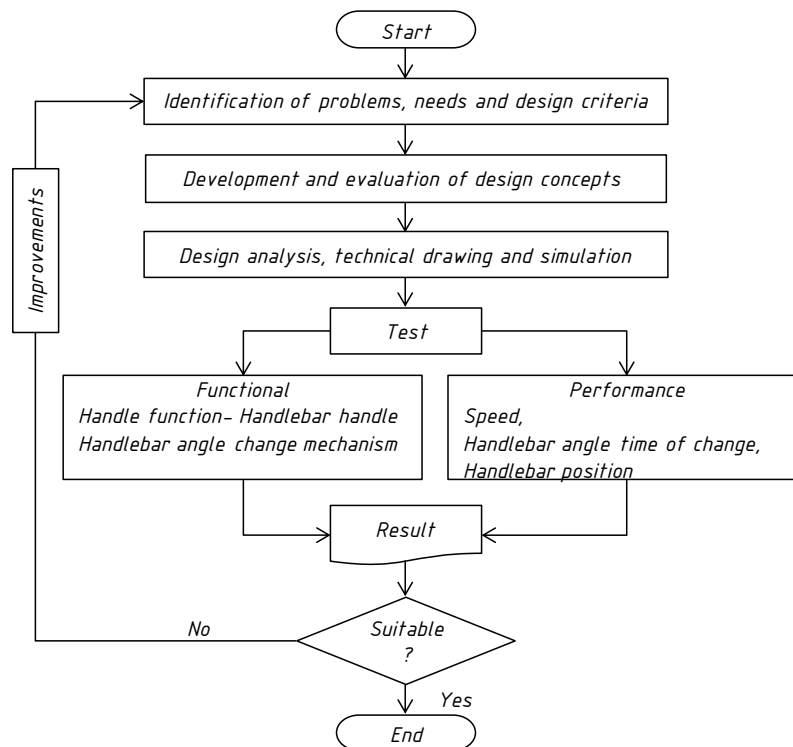 Start
Identification of problems, needs and design criteria
Development and evaluation of design concepts
Design analysis, technical drawing and simulation
Improvements
Test
Functional
Handle function- Handlebar handle
Handlebar angle change mechanism
Performance
Speed,
Handlebar angle time of change,
Handlebar position
Result
No
Suitable
?
Yes
End